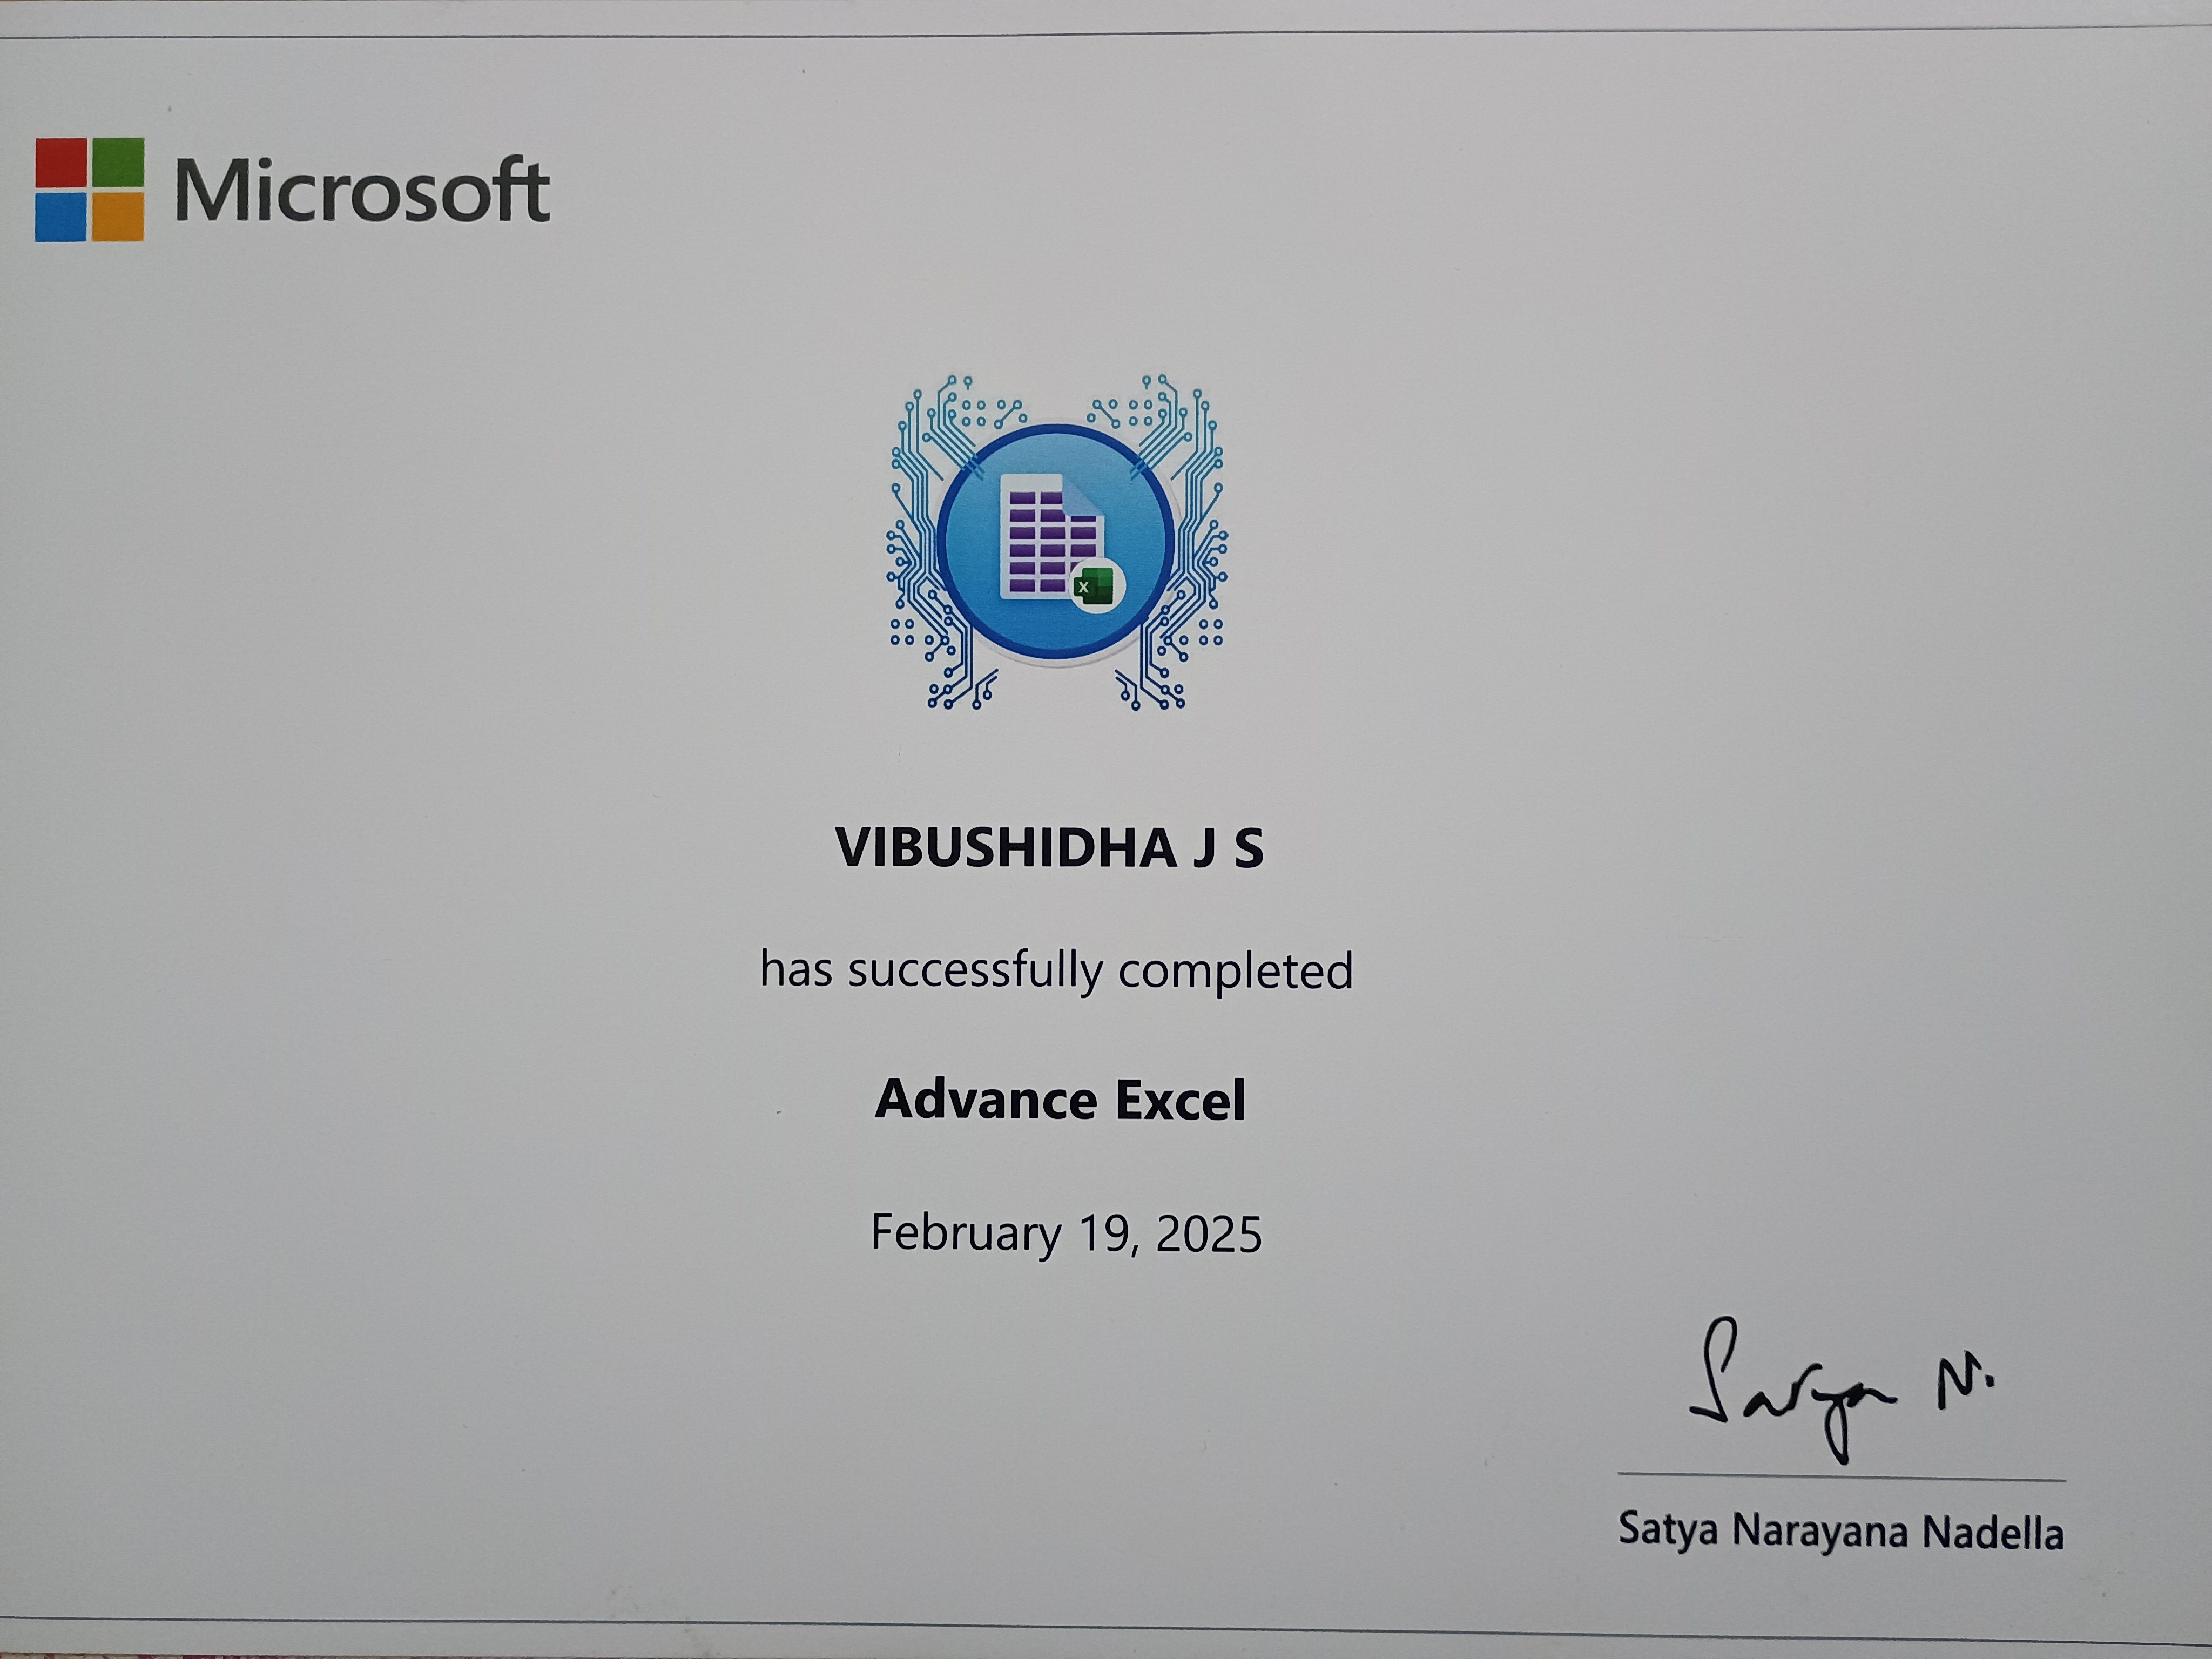 Microsoft
X
VIBUSHIDHA J S
has successfully completed
Advance Excel
February 19, 2025
Satya N.
Satya Narayana Nadella